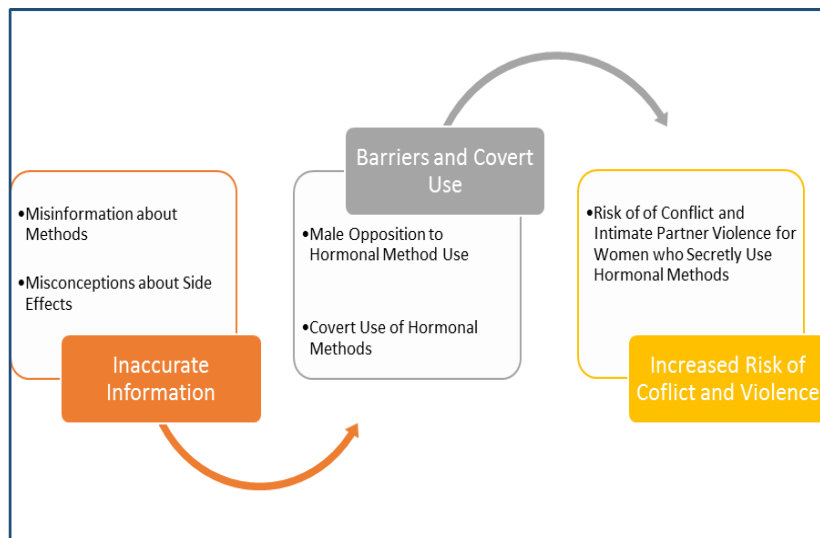 •Misinformation about
Methods
•Misconceptions about Side
Effects
Inaccurate
Information
Barriers and Covert
Use
•Male Opposition to
Hormonal Method Use
•Covert Use of Hormonal
Methods
•Risk of of Conflict and
Intimate Partner Violence for
Women who Secretly Use
Hormonal Methods
Increased Risk of
Coflict and Violence